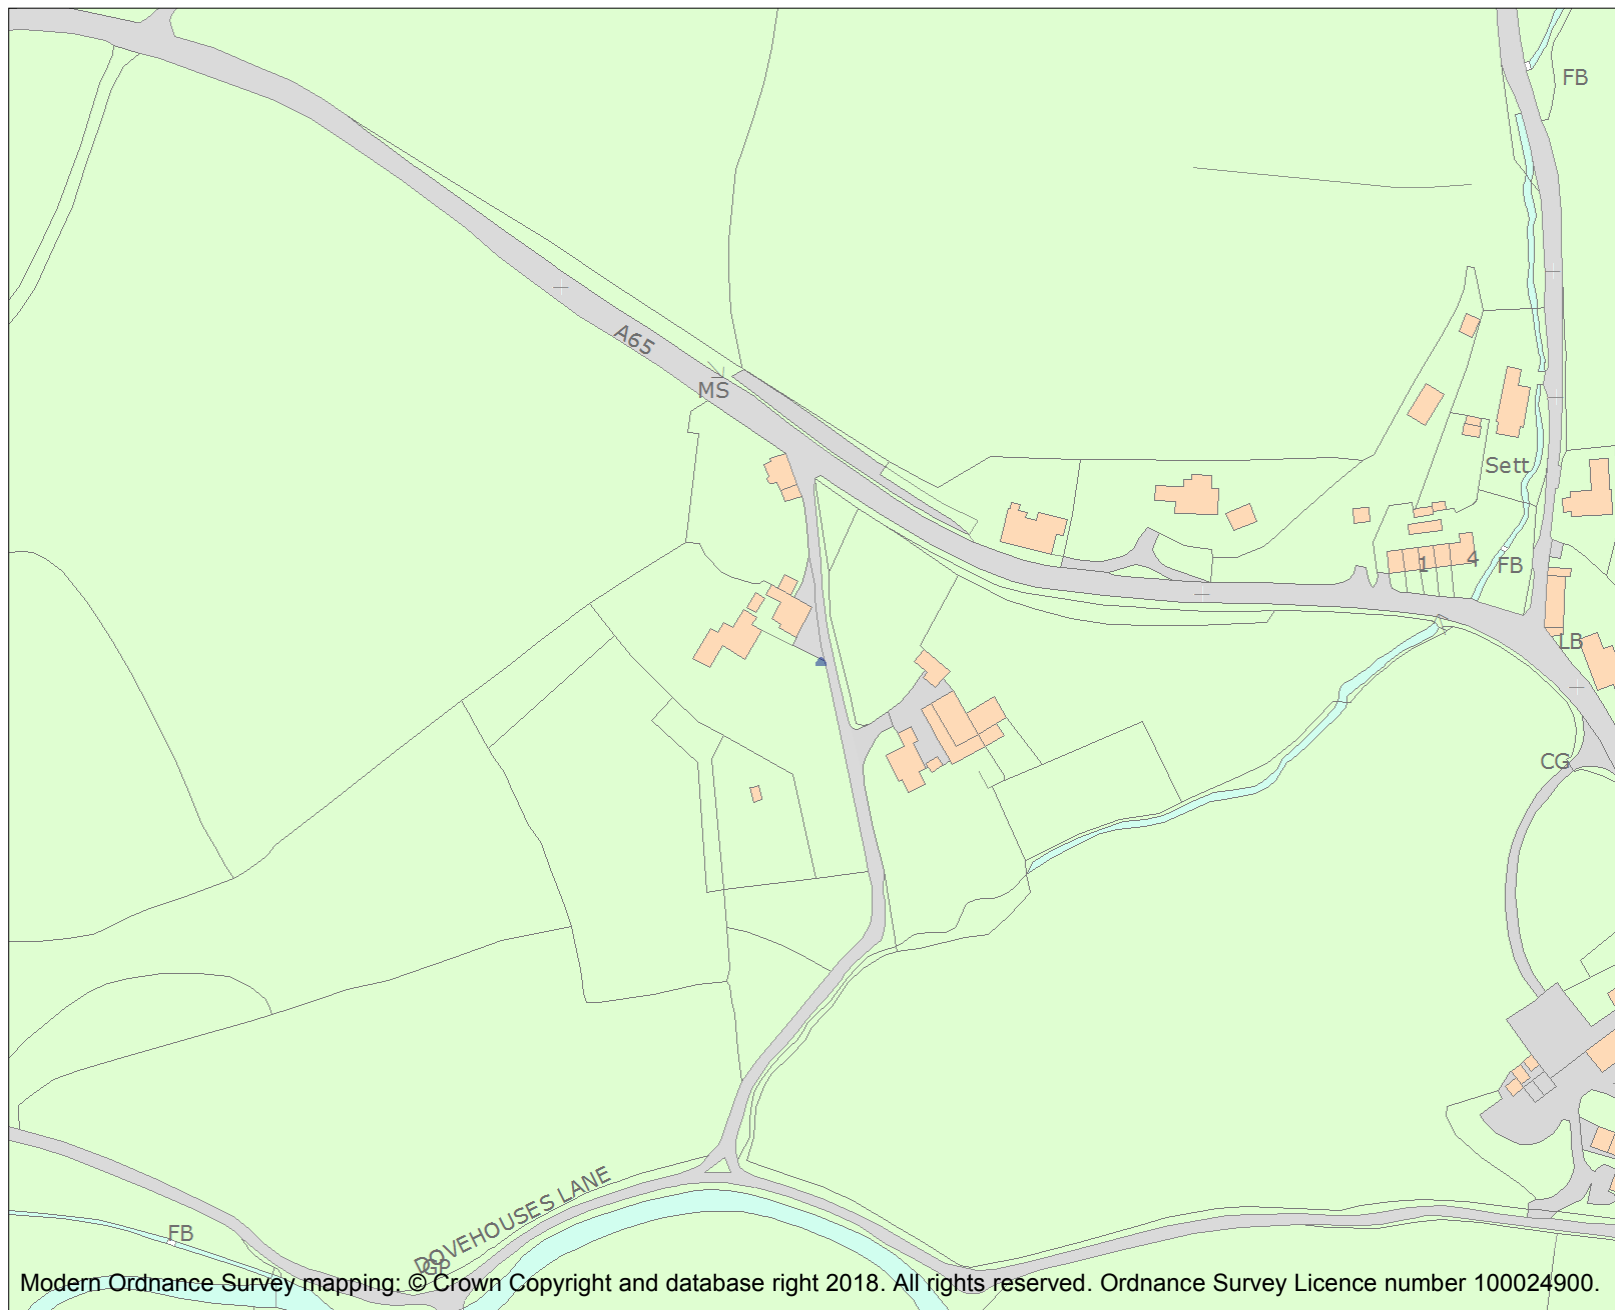 FB
A65
MS
Sett
1
4
FB
LB
CG
DOVEHOUSES LANE
FB
GP
Modern Ordnance Survey mapping: © Crown Copyright and database right 2018. All rights reserved. Ordnance Survey Licence number 100024900.